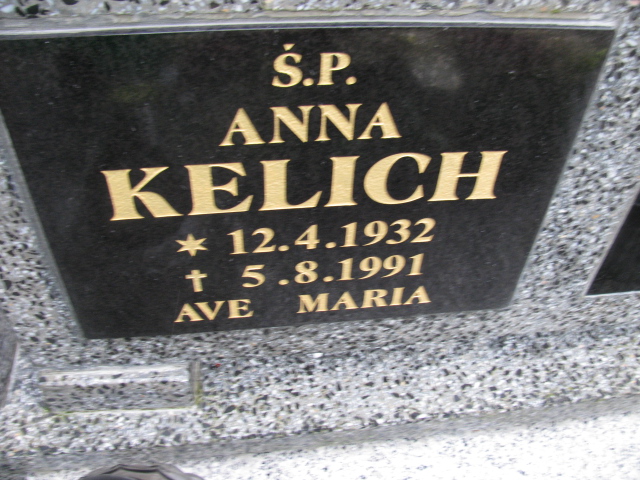 Ś.P.
ANNA
KELICH
* 12.4.1932
† 5.8.1991
AVE MARIA